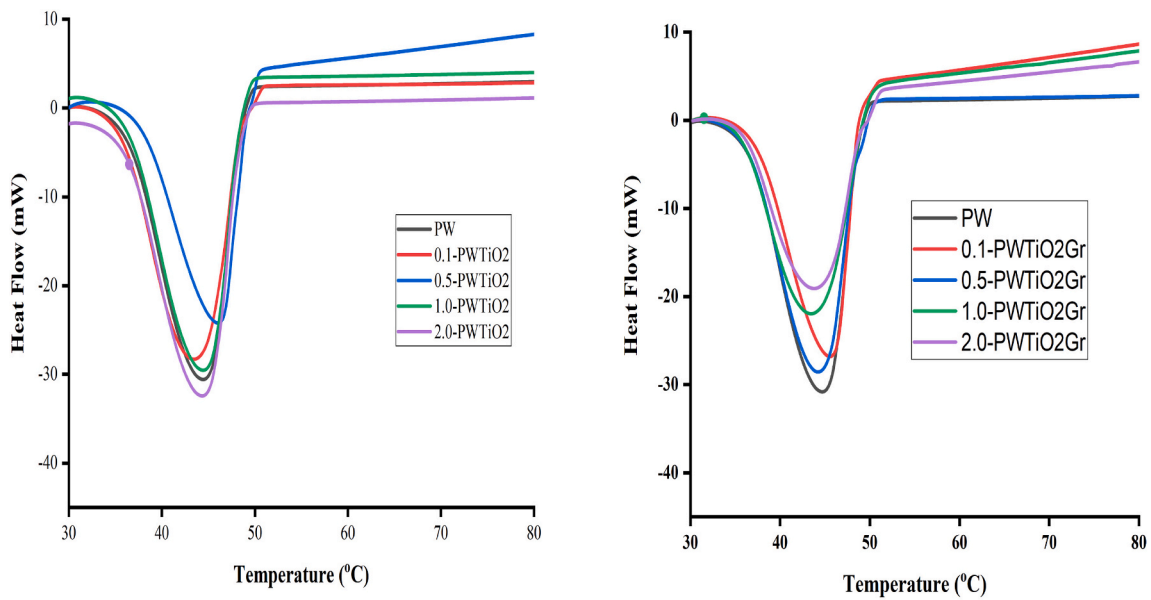 10
0
-10
-20
-30
-40
30
40
50
60
70
80
Heat Flow (mW)
Temperature (⁰C)
PW
0.1-PWTiO2
0.5-PWTiO2
1.0-PWTiO2
2.0-PWTiO2
10
0
-10
-20
-30
-40
30
40
50
60
70
80
Heat Flow (mW)
Temperature (⁰C)
PW
0.1-PWTiO2Gr
0.5-PWTiO2Gr
1.0-PWTiO2Gr
2.0-PWTiO2Gr